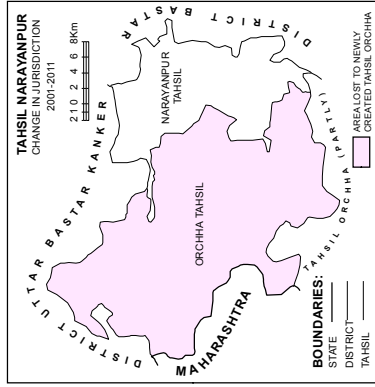 TAHSIL NARAYANPUR
CHANGE IN JURISDICTION
2001-2011
2 1 0 2 4 6 8Km
DISTRICT UTTAR BASTAR KANKER
DISTRICT BASTAR
NARAYANPUR
TAHSIL
ORCHHA TAHSIL
MAHARASHTRA
TAHSIL ORCHHA (PARTLY)
BOUNDARIES:
STATE
DISTRICT
TAHSIL
AREA LOST TO NEWLY
CREATED TAHSIL ORCHHA